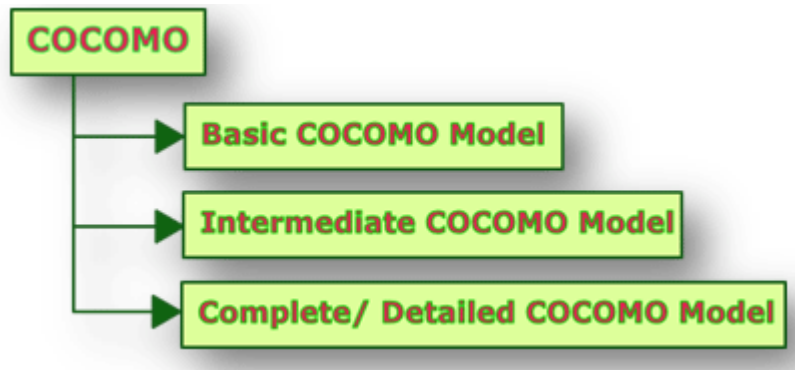 COCOMO
Basic COCOMO Model
Intermediate COCOMO Model
Complete/ Detailed COCOMO Model